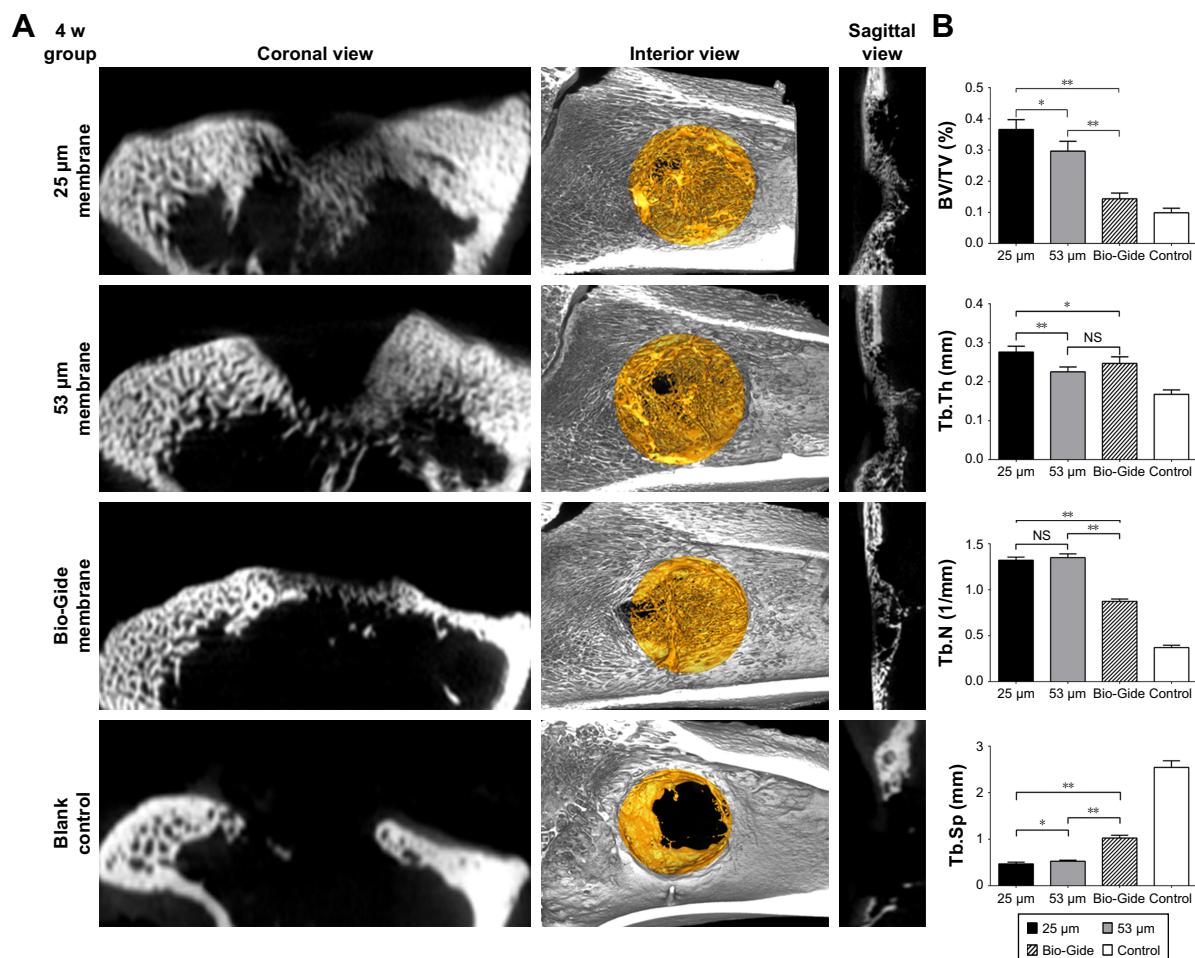 A
4 w
group
Coronal view
Interior view
Sagittal
view
25 µm
membrane
53 µm
membrane
Bio-Gide
membrane
Blank
control
B
BV/TV (%)
0.5
0.4
0.3
0.2
0.1
0.0
**
*
**
25 µm 53 µm Bio-Gide Control
Tb.Th (mm)
0.4
0.3
0.2
0.1
0.0
*
**
NS
25 µm 53 µm Bio-Gide Control
Tb.N (1/mm)
1.5
1.0
0.5
0.0
**
NS
**
25 µm 53 µm Bio-Gide Control
Tb.Sp (mm)
3
2
1
0
**
*
**
25 µm 53 µm Bio-Gide Control
25 µm 53 µm
Bio-Gide Control